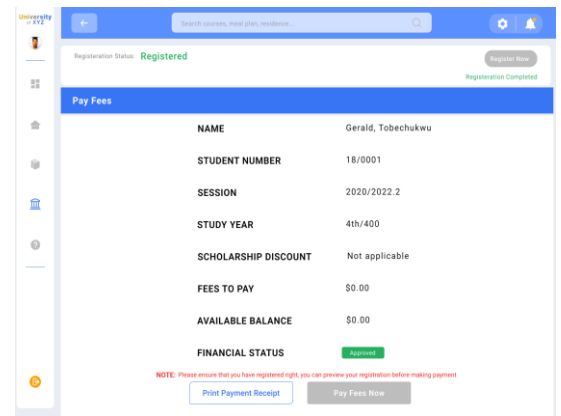 University
of XYZ
Search courses, meal plan, residence...
Registeration Status: Registered
Register Now
Registeration Completed
Pay Fees
NAME Gerald, Tobechukwu
STUDENT NUMBER 18/0001
SESSION 2020/2022.2
STUDY YEAR 4th/400
SCHOLARSHIP DISCOUNT Not applicable
FEES TO PAY $0.00
AVAILABLE BALANCE $0.00
FINANCIAL STATUS Approved
NOTE: Please ensure that you have registered right, you can preview your registration before making payment
Print Payment Receipt Pay Fees Now